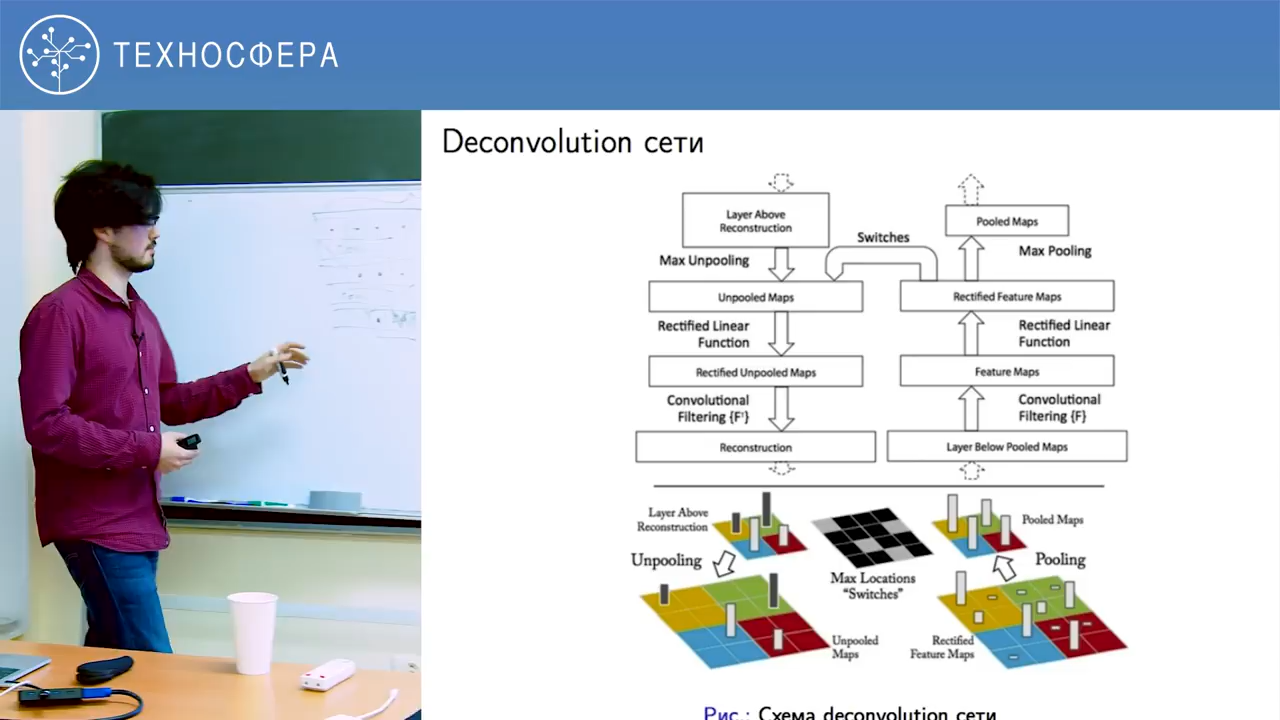 ТЕХНОСФЕРА
Deconvolution сети
Layer Above
Reconstruction
Pooled Maps
Switches
Max Unpooling
Max Pooling
Unpooled Maps
Rectified Feature Maps
Rectified Linear
Function
Rectified Linear
Function
Rectified Unpooled Maps
Feature Maps
Convolutional
Filtering {Fᵀ}
Convolutional
Filtering {F}
Reconstruction
Layer Below Pooled Maps
Layer Above
Reconstruction
Pooled Maps
Unpooling
Pooling
Max Locations
"Switches"
Unpooled
Maps
Rectified
Feature Maps
Рис.: Схема deconvolution сети